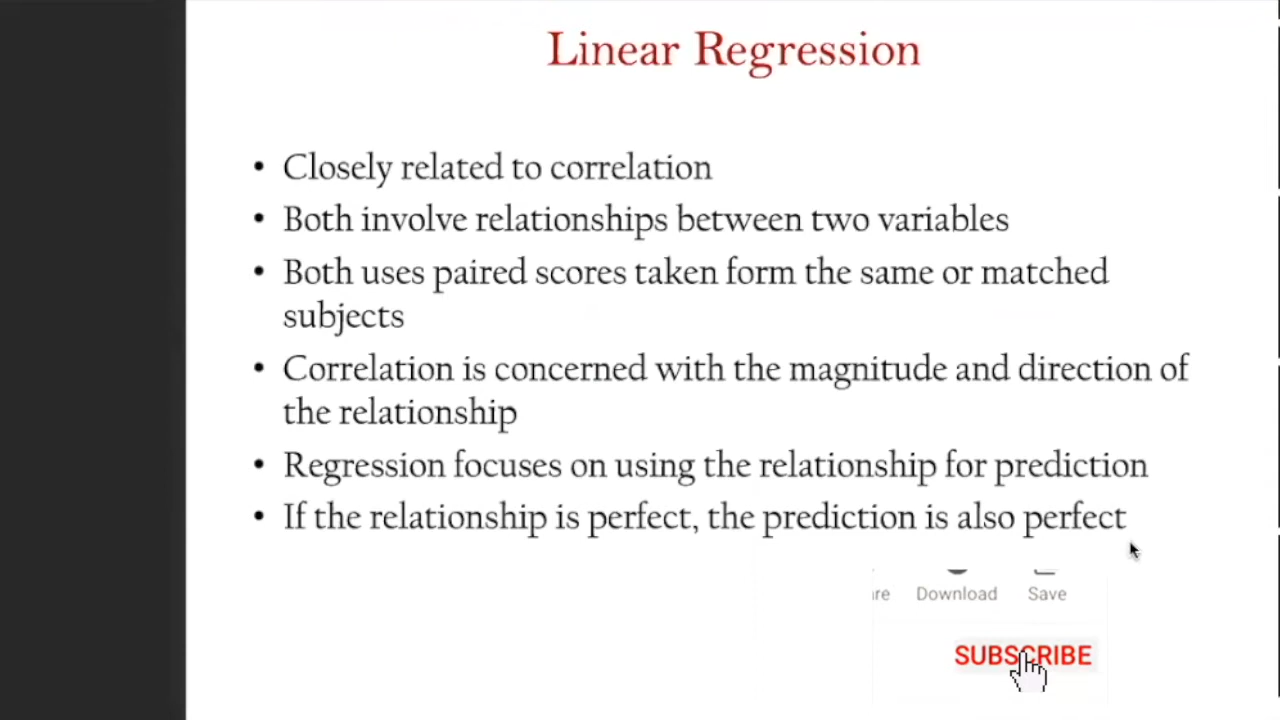 Linear Regression
• Closely related to correlation
• Both involve relationships between two variables
• Both uses paired scores taken form the same or matched
subjects
• Correlation is concerned with the magnitude and direction of
the relationship
• Regression focuses on using the relationship for prediction
• If the relationship is perfect, the prediction is also perfect
Download Save
SUBSCRIBE